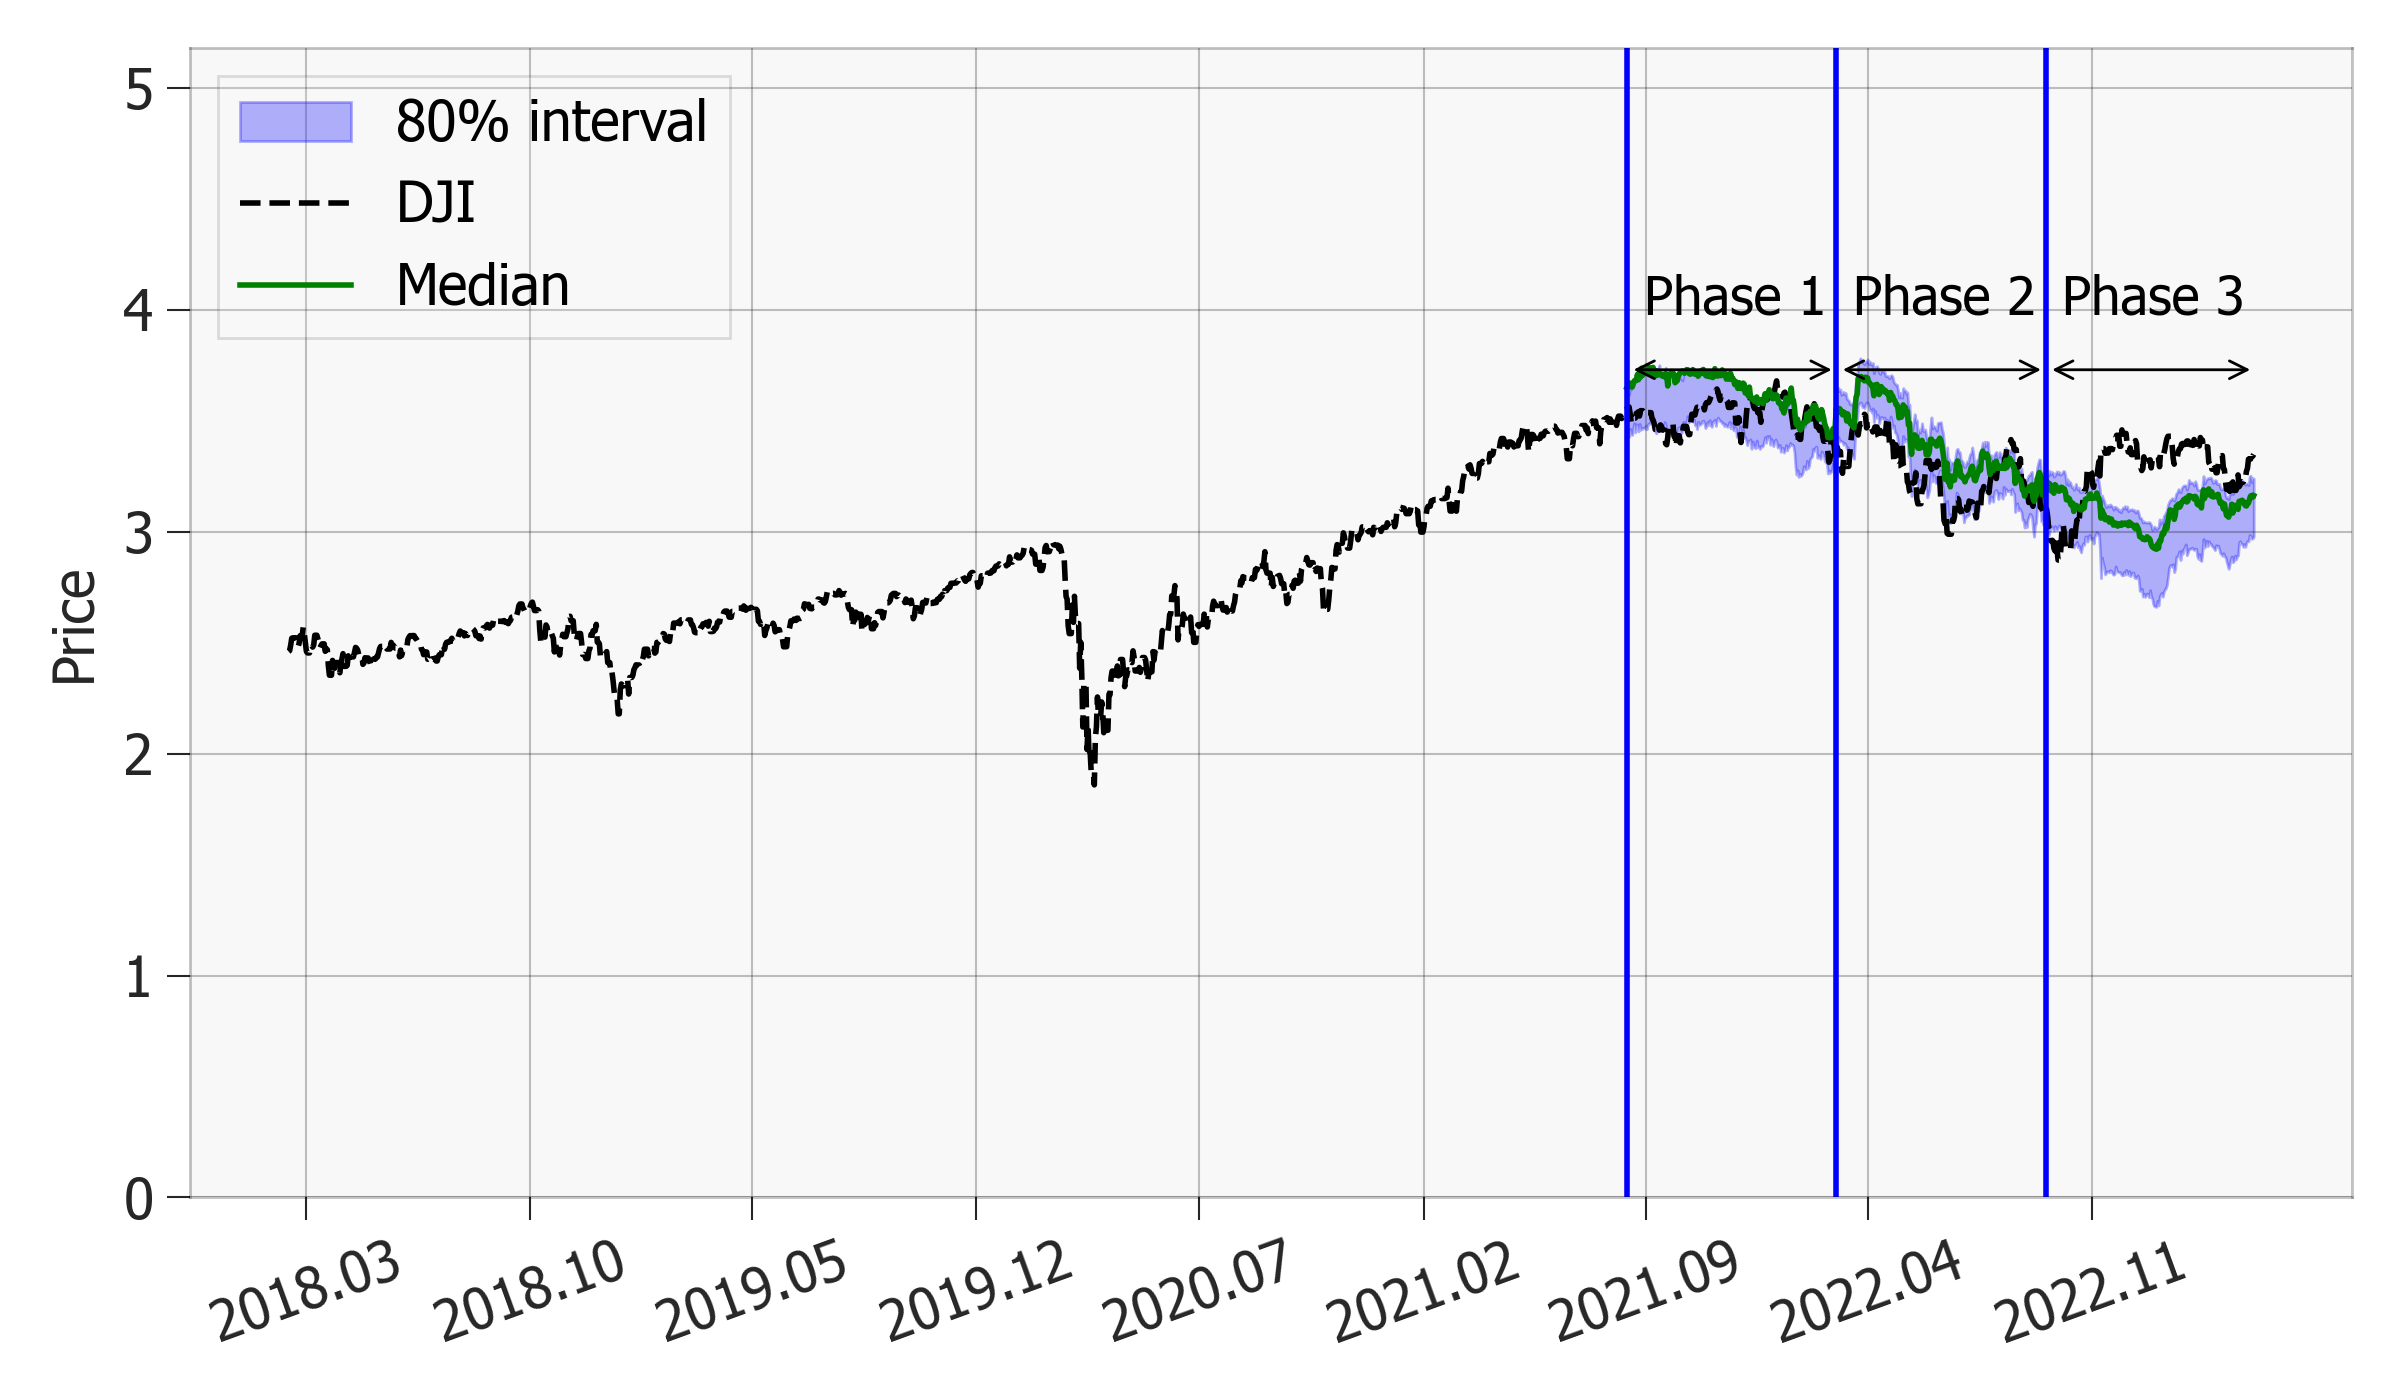 5
4
3
2
1
0
Price
80% interval
DJI
Median
Phase 1
Phase 2
Phase 3
2018.03
2018.10
2019.05
2019.12
2020.07
2021.02
2021.09
2022.04
2022.11